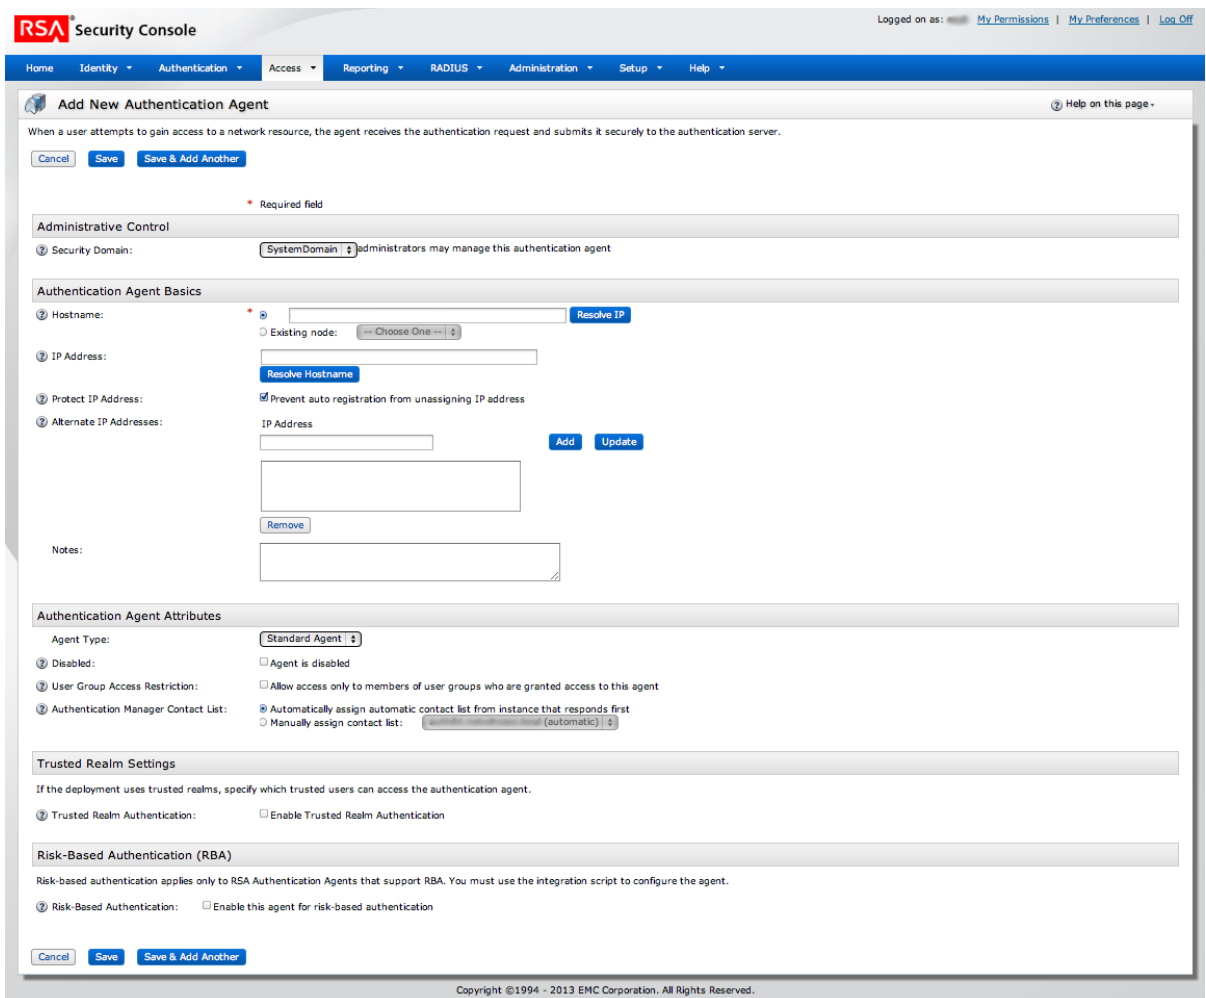 RSA Security Console
Logged on as: My Permissions | My Preferences | Log Off
Home Identity Authentication Access Reporting RADIUS Administration Setup Help
Add New Authentication Agent
Help on this page
When a user attempts to gain access to a network resource, the agent receives the authentication request and submits it securely to the authentication server.
Cancel Save Save & Add Another
* Required field
Administrative Control
Security Domain: SystemDomain administrators may manage this authentication agent
Authentication Agent Basics
Hostname: * Resolve IP
Existing node: -- Choose One --
IP Address:
Resolve Hostname
Protect IP Address: Prevent auto registration from unassigning IP address
Alternate IP Addresses: IP Address
Add Update
Remove
Notes:
Authentication Agent Attributes
Agent Type: Standard Agent
Disabled: Agent is disabled
User Group Access Restriction: Allow access only to members of user groups who are granted access to this agent
Authentication Manager Contact List: Automatically assign automatic contact list from instance that responds first
Manually assign contact list: (automatic)
Trusted Realm Settings
If the deployment uses trusted realms, specify which trusted users can access the authentication agent.
Trusted Realm Authentication: Enable Trusted Realm Authentication
Risk-Based Authentication (RBA)
Risk-based authentication applies only to RSA Authentication Agents that support RBA. You must use the integration script to configure the agent.
Risk-Based Authentication: Enable this agent for risk-based authentication
Cancel Save Save & Add Another
Copyright ©1994 - 2013 EMC Corporation. All Rights Reserved.